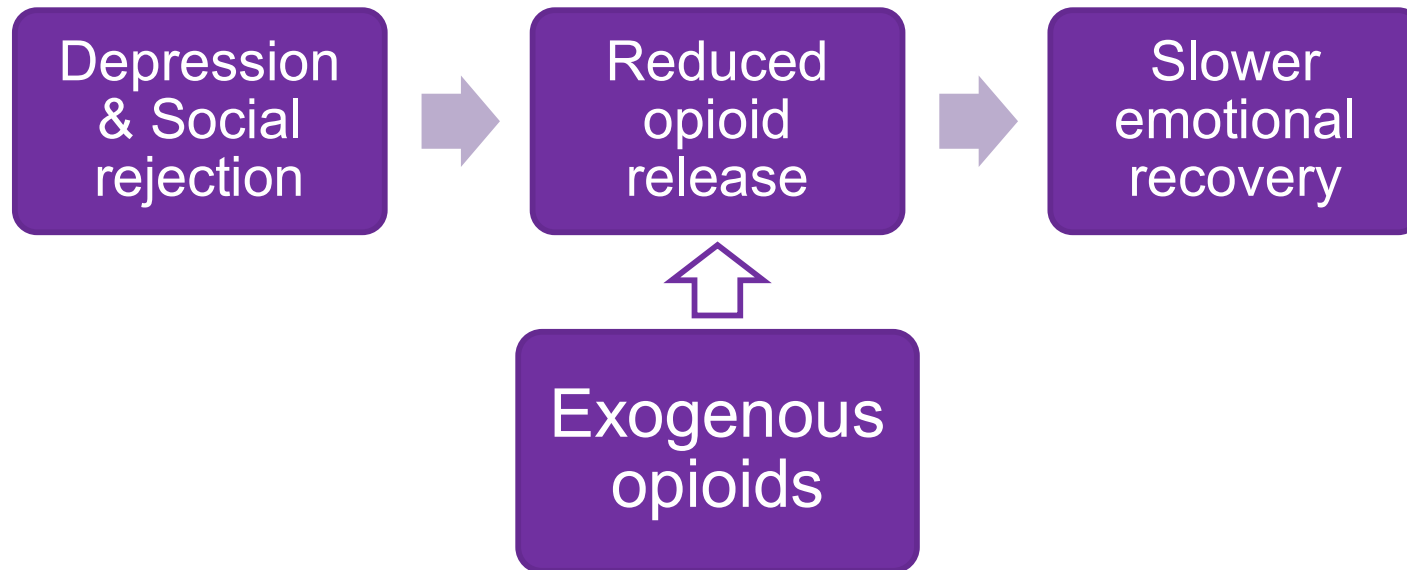 Depression
& Social
rejection
Reduced
opioid
release
Slower
emotional
recovery
Exogenous
opioids